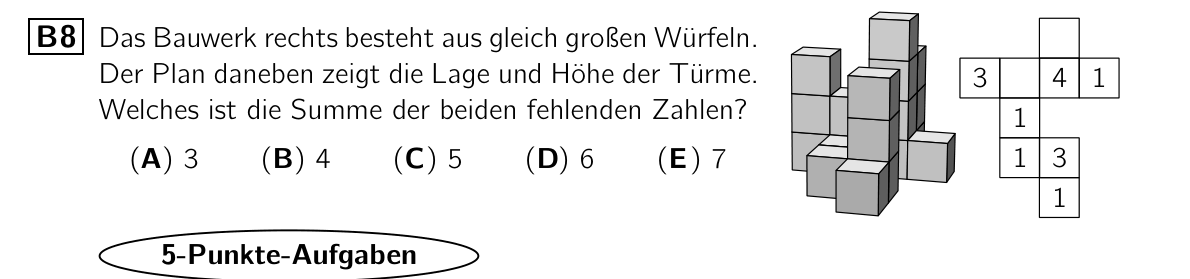 B8 Das Bauwerk rechts besteht aus gleich großen Würfeln.
Der Plan daneben zeigt die Lage und Höhe der Türme.
Welches ist die Summe der beiden fehlenden Zahlen?
(A) 3 (B) 4 (C) 5 (D) 6 (E) 7
3 4 1
1
1 3
1
5-Punkte-Aufgaben